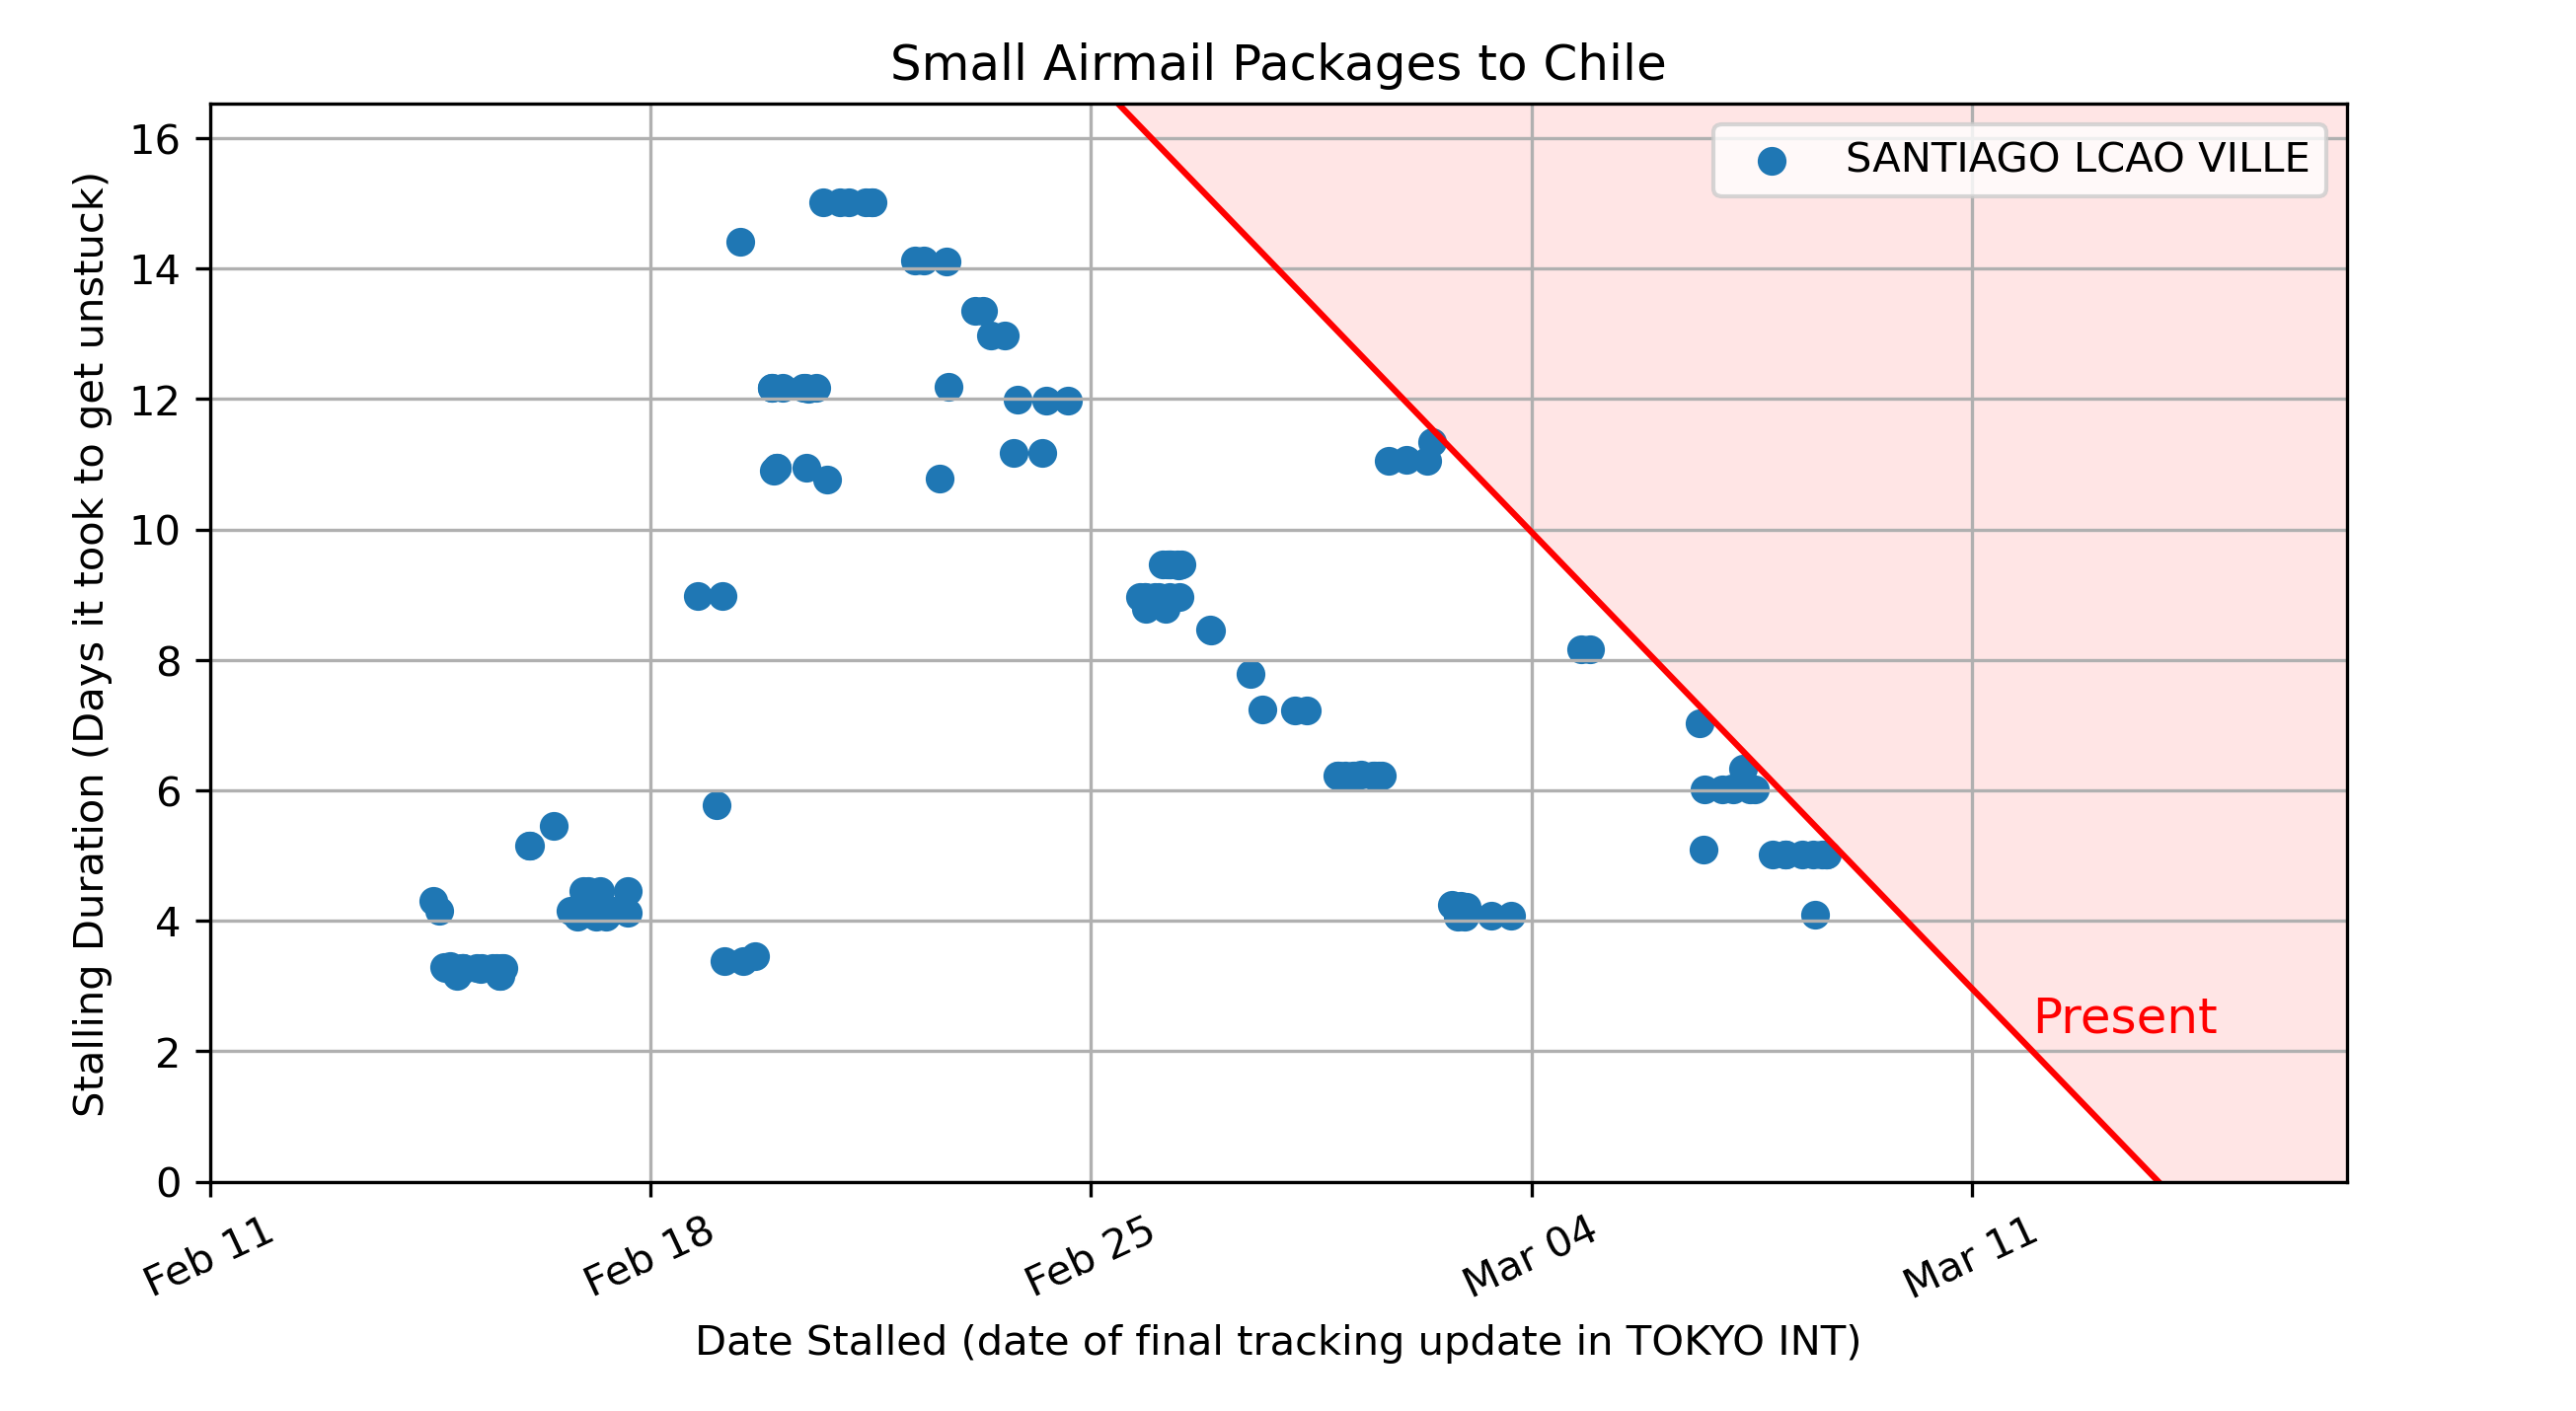 Small Airmail Packages to Chile
SANTIAGO LCAO VILLE
Stalling Duration (Days it took to get unstuck)
16
14
12
10
8
6
4
2
0
Present
Feb 11
Feb 18
Feb 25
Mar 04
Mar 11
Date Stalled (date of final tracking update in TOKYO INT)